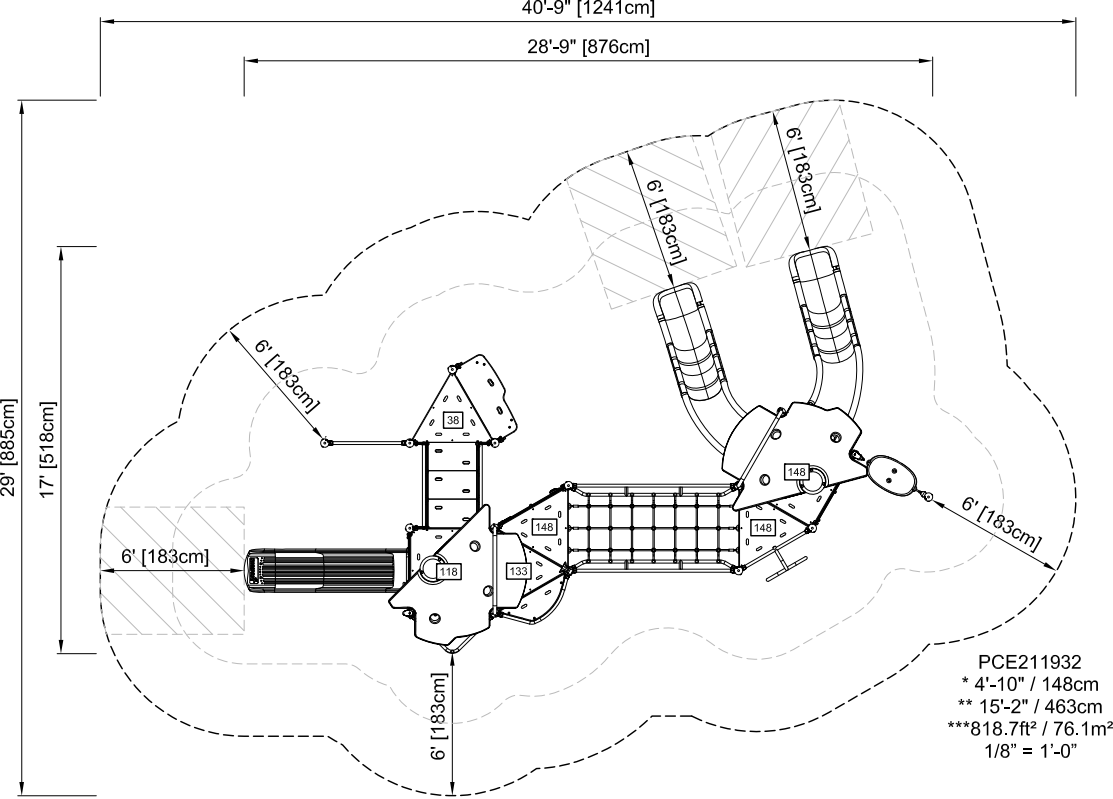 40'-9" [1241cm]
28'-9" [876cm]
6' [183cm]
6' [183cm]
6' [183cm]
29' [885cm]
17' [518cm]
38
148
6' [183cm]
148
148
6' [183cm]
118
133
6' [183cm]
PCE211932
* 4'-10" / 148cm
** 15'-2" / 463cm
***818.7ft² / 76.1m²
1/8” = 1'-0”